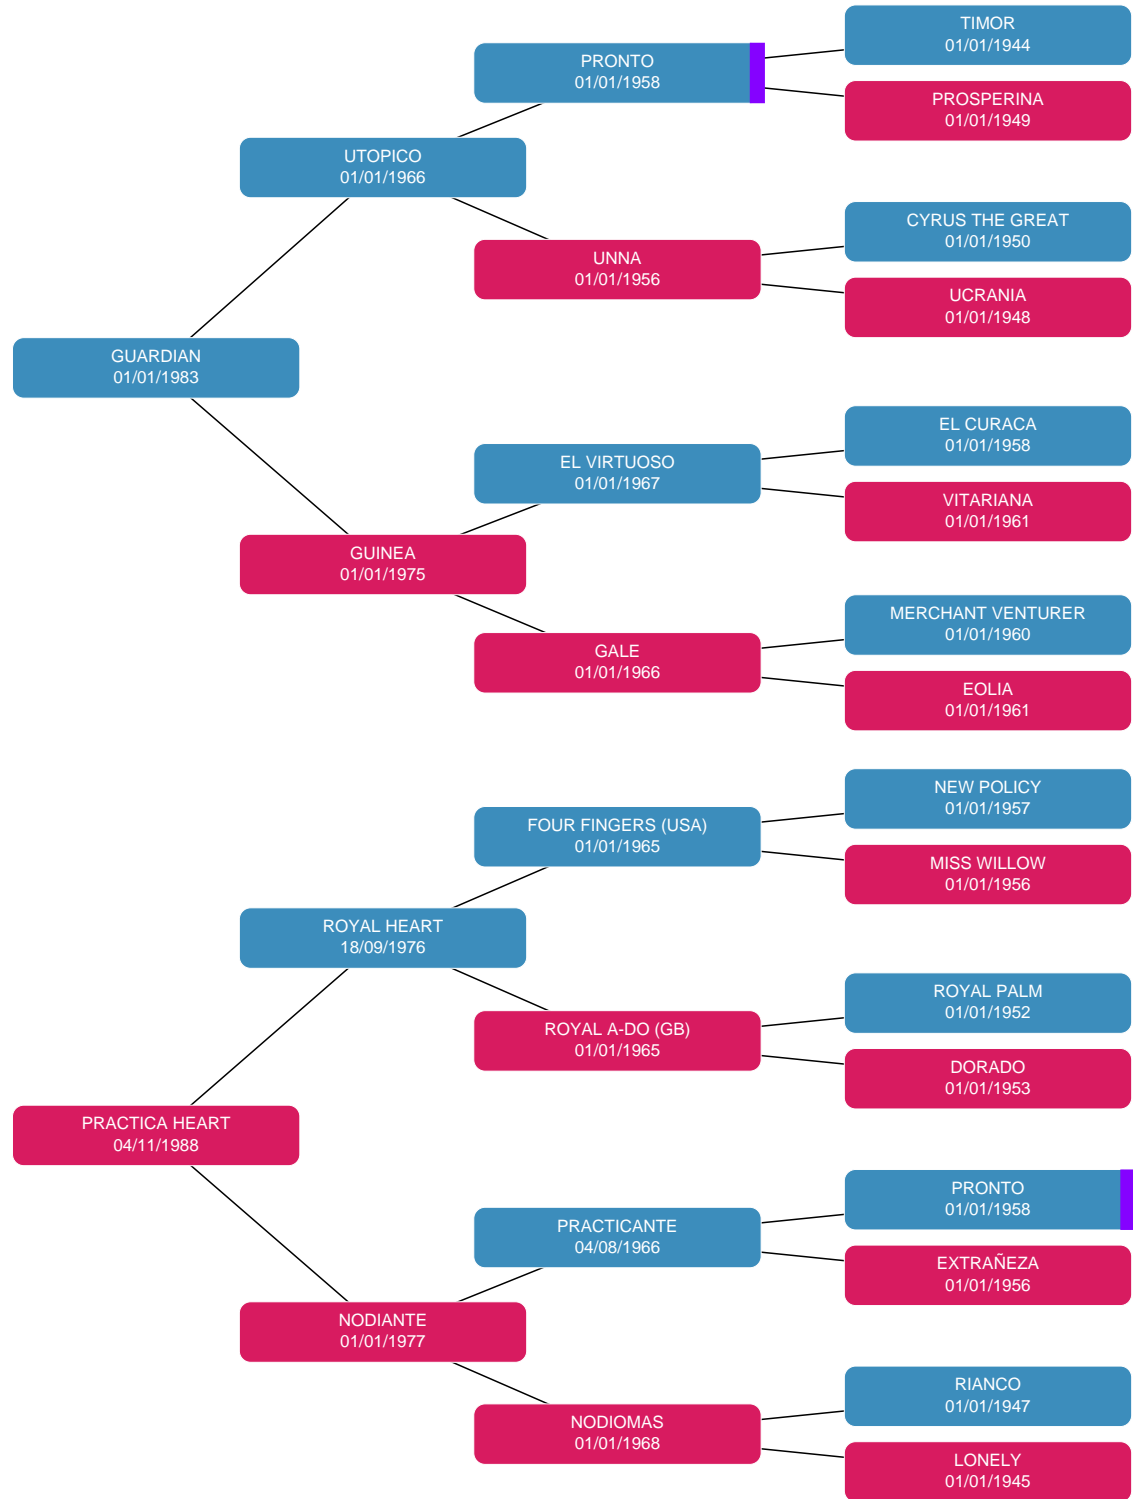 TIMOR
01/01/1944
PRONTO
01/01/1958
PROSPERINA
01/01/1949
UTOPICO
01/01/1966
CYRUS THE GREAT
01/01/1950
UNNA
01/01/1956
UCRANIA
01/01/1948
GUARDIAN
01/01/1983
EL CURACA
01/01/1958
EL VIRTUOSO
01/01/1967
VITARIANA
01/01/1961
GUINEA
01/01/1975
MERCHANT VENTURER
01/01/1960
GALE
01/01/1966
EOLIA
01/01/1961
NEW POLICY
01/01/1957
FOUR FINGERS (USA)
01/01/1965
MISS WILLOW
01/01/1956
ROYAL HEART
18/09/1976
ROYAL PALM
01/01/1952
ROYAL A-DO (GB)
01/01/1965
DORADO
01/01/1953
PRACTICA HEART
04/11/1988
PRONTO
01/01/1958
PRACTICANTE
04/08/1966
EXTRAÑEZA
01/01/1956
NODIANTE
01/01/1977
RIANCO
01/01/1947
NODIOMAS
01/01/1968
LONELY
01/01/1945